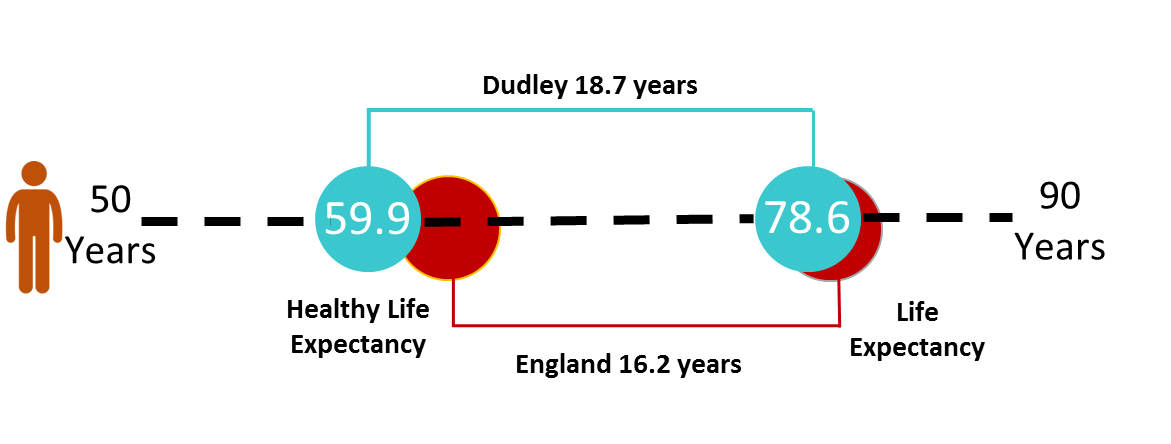 Dudley 18.7 years
50
Years
59.9
78.6
90
Years
Healthy Life
Expectancy
Life
Expectancy
England 16.2 years